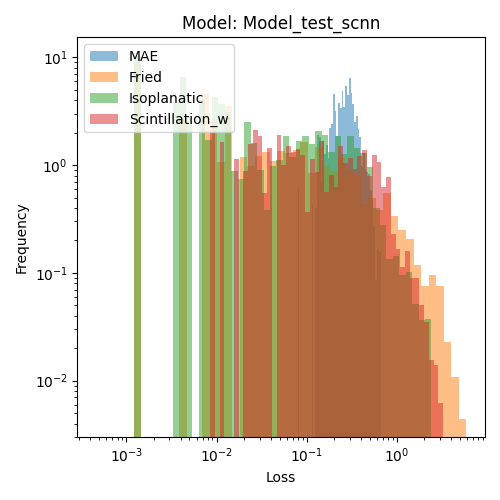 Model: Model_test_scnn
MAE
Fried
Isoplanatic
Scintillation_w
Frequency
10¹
10⁰
10⁻¹
10⁻²
10⁻³ 10⁻² 10⁻¹ 10⁰
Loss